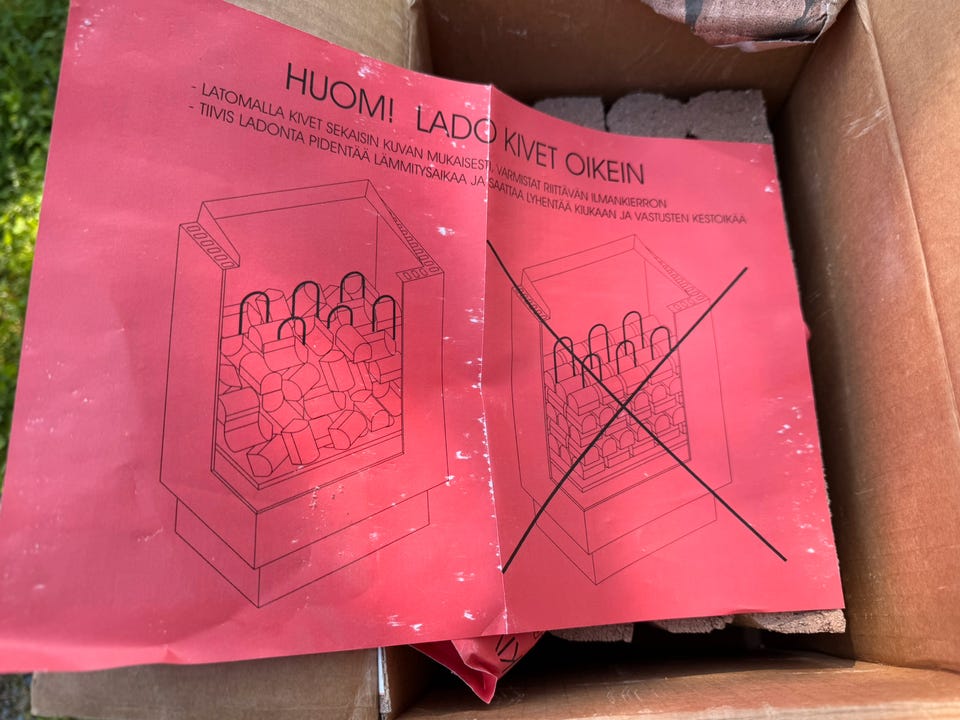 HUOM! LADO KIVET OIKEIN
- LATOMALLA KIVET SEKAISIN KUVAN MUKAISESTI, VARMISTAT RIITTÄVÄN ILMANKIERRON
- TIIVIS LADONTA PIDENTÄÄ LÄMMITYSAIKAA JA SAATTAA LYHENTÄÄ KIUKAAN JA VASTUSTEN KESTOIKÄÄ